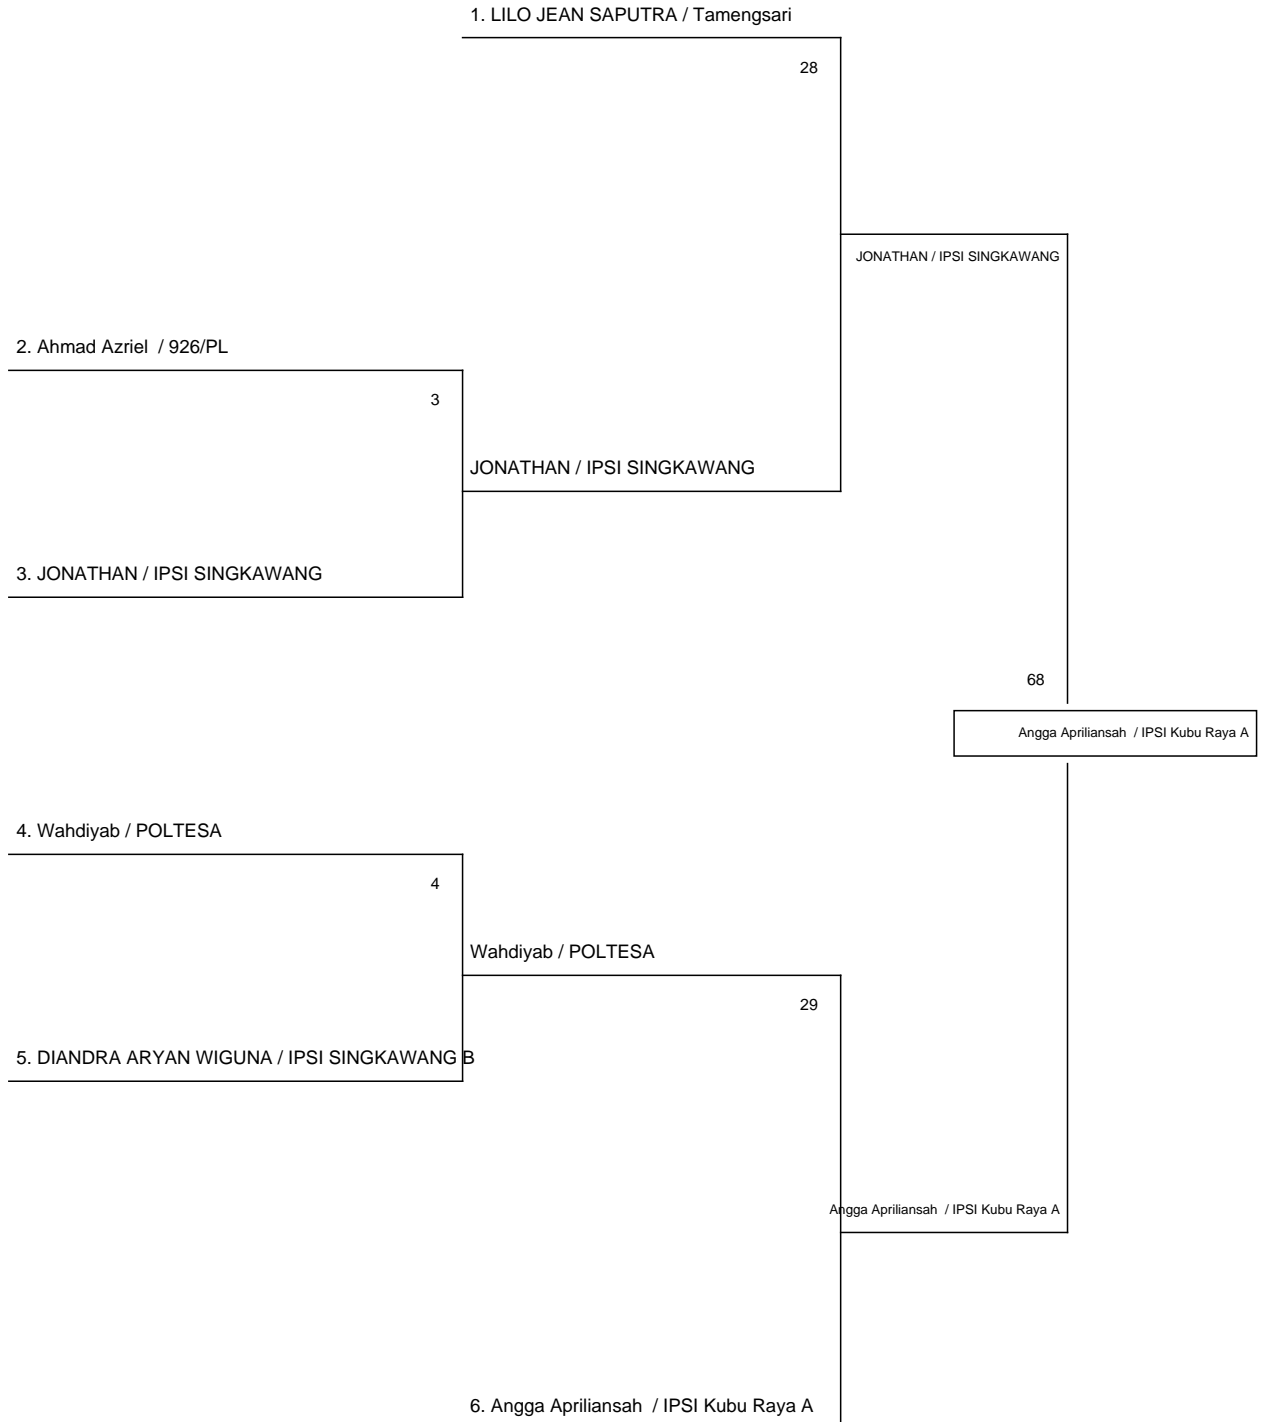 1. LILO JEAN SAPUTRA / Tamengsari
28
JONATHAN / IPSI SINGKAWANG
2. Ahmad Azriel  / 926/PL
3
JONATHAN / IPSI SINGKAWANG
3. JONATHAN / IPSI SINGKAWANG
68
Angga Apriliansah  / IPSI Kubu Raya A
4. Wahdiyab / POLTESA
4
Wahdiyab / POLTESA
29
5. DIANDRA ARYAN WIGUNA / IPSI SINGKAWANG B
Angga Apriliansah  / IPSI Kubu Raya A
6. Angga Apriliansah  / IPSI Kubu Raya A